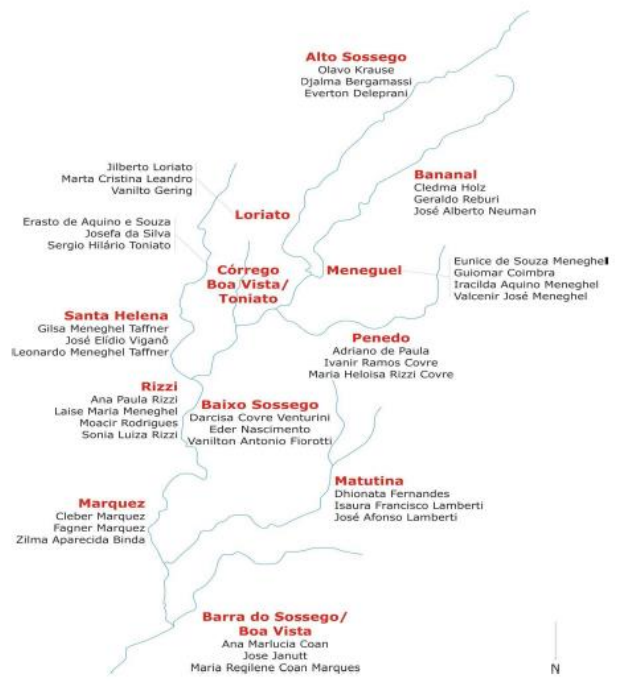 Alto Sossego
Olavo Krause
Djalma Bergamassi
Everton Deleprani
Jilberto Loriato
Marta Cristina Leandro
Vanilto Gering
Loriato
Bananal
Cledma Holz
Geraldo Reburi
José Alberto Neuman
Erasto de Aquino e Souza
Josefa da Silva
Sergio Hilário Toniato
Córrego
Boa Vista/
Toniato
Meneguel
Eunice de Souza Meneghel
Guiomar Coimbra
Iracilda Aquino Meneghel
Valcenir José Meneghel
Santa Helena
Gilsa Meneghel Taffner
José Elídio Viganô
Leonardo Meneghel Taffner
Penedo
Adriano de Paula
Ivanir Ramos Covre
Maria Heloisa Rizzi Covre
Rizzi
Ana Paula Rizzi
Laise Maria Meneghel
Moacir Rodrigues
Sonia Luiza Rizzi
Baixo Sossego
Darcisa Covre Venturini
Eder Nascimento
Vanilton Antonio Fiorotti
Matutina
Dhionata Fernandes
Isaura Francisco Lamberti
José Afonso Lamberti
Marquez
Cleber Marquez
Fagner Marquez
Zilma Aparecida Binda
Barra do Sossego/
Boa Vista
Ana Marlucia Coan
Jose Janutt
Maria Regilene Coan Marques
N